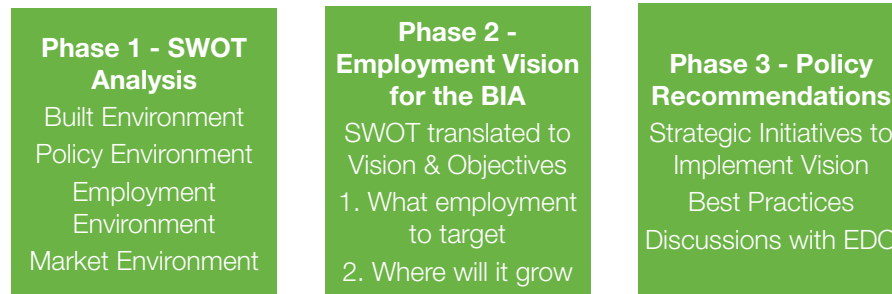 Phase 1 - SWOT
Analysis
Built Environment
Policy Environment
Employment
Environment
Market Environment
Phase 2 -
Employment Vision
for the BIA
SWOT translated to
Vision & Objectives
1. What employment
to target
2. Where will it grow
Phase 3 - Policy
Recommendations
Strategic Initiatives to
Implement Vision
Best Practices
Discussions with EDC